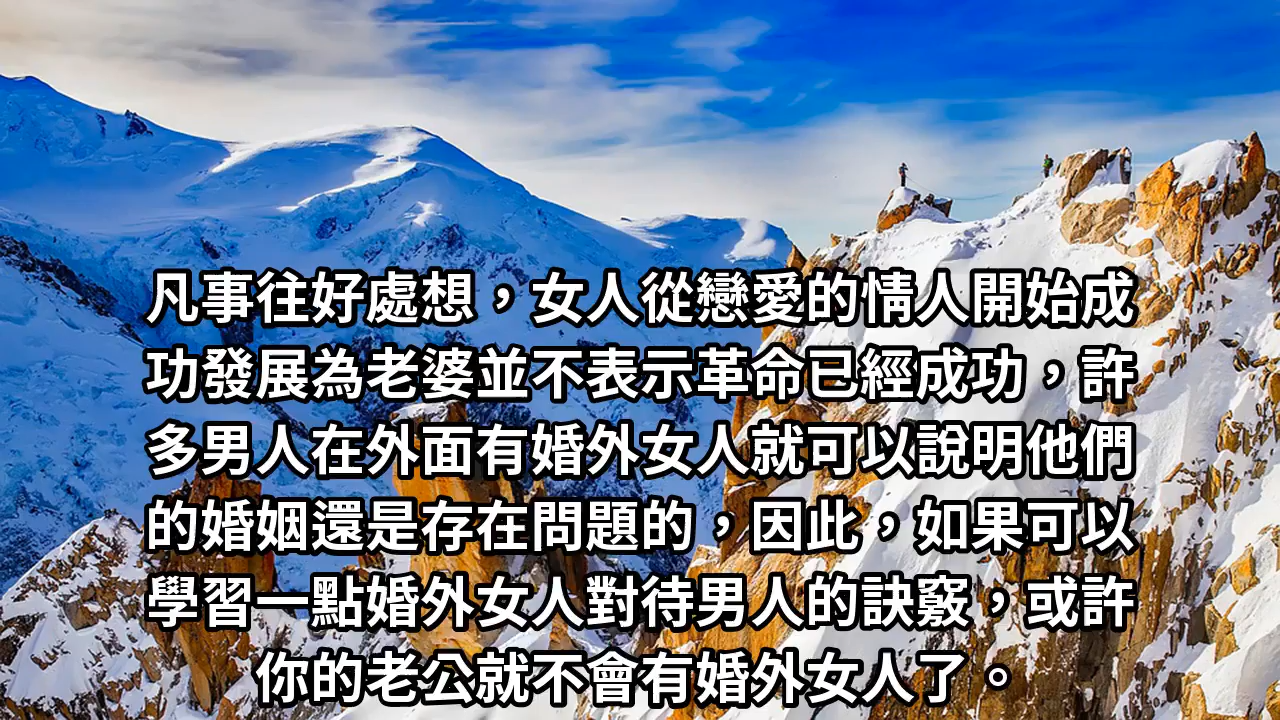 凡事往好處想，女人從戀愛的情人開始成
功發展為老婆並不表示革命已經成功，許
多男人在外面有婚外女人就可以說明他們
的婚姻還是存在問題的，因此，如果可以
學習一點婚外女人對待男人的訣竅，或許
你的老公就不會有婚外女人了。